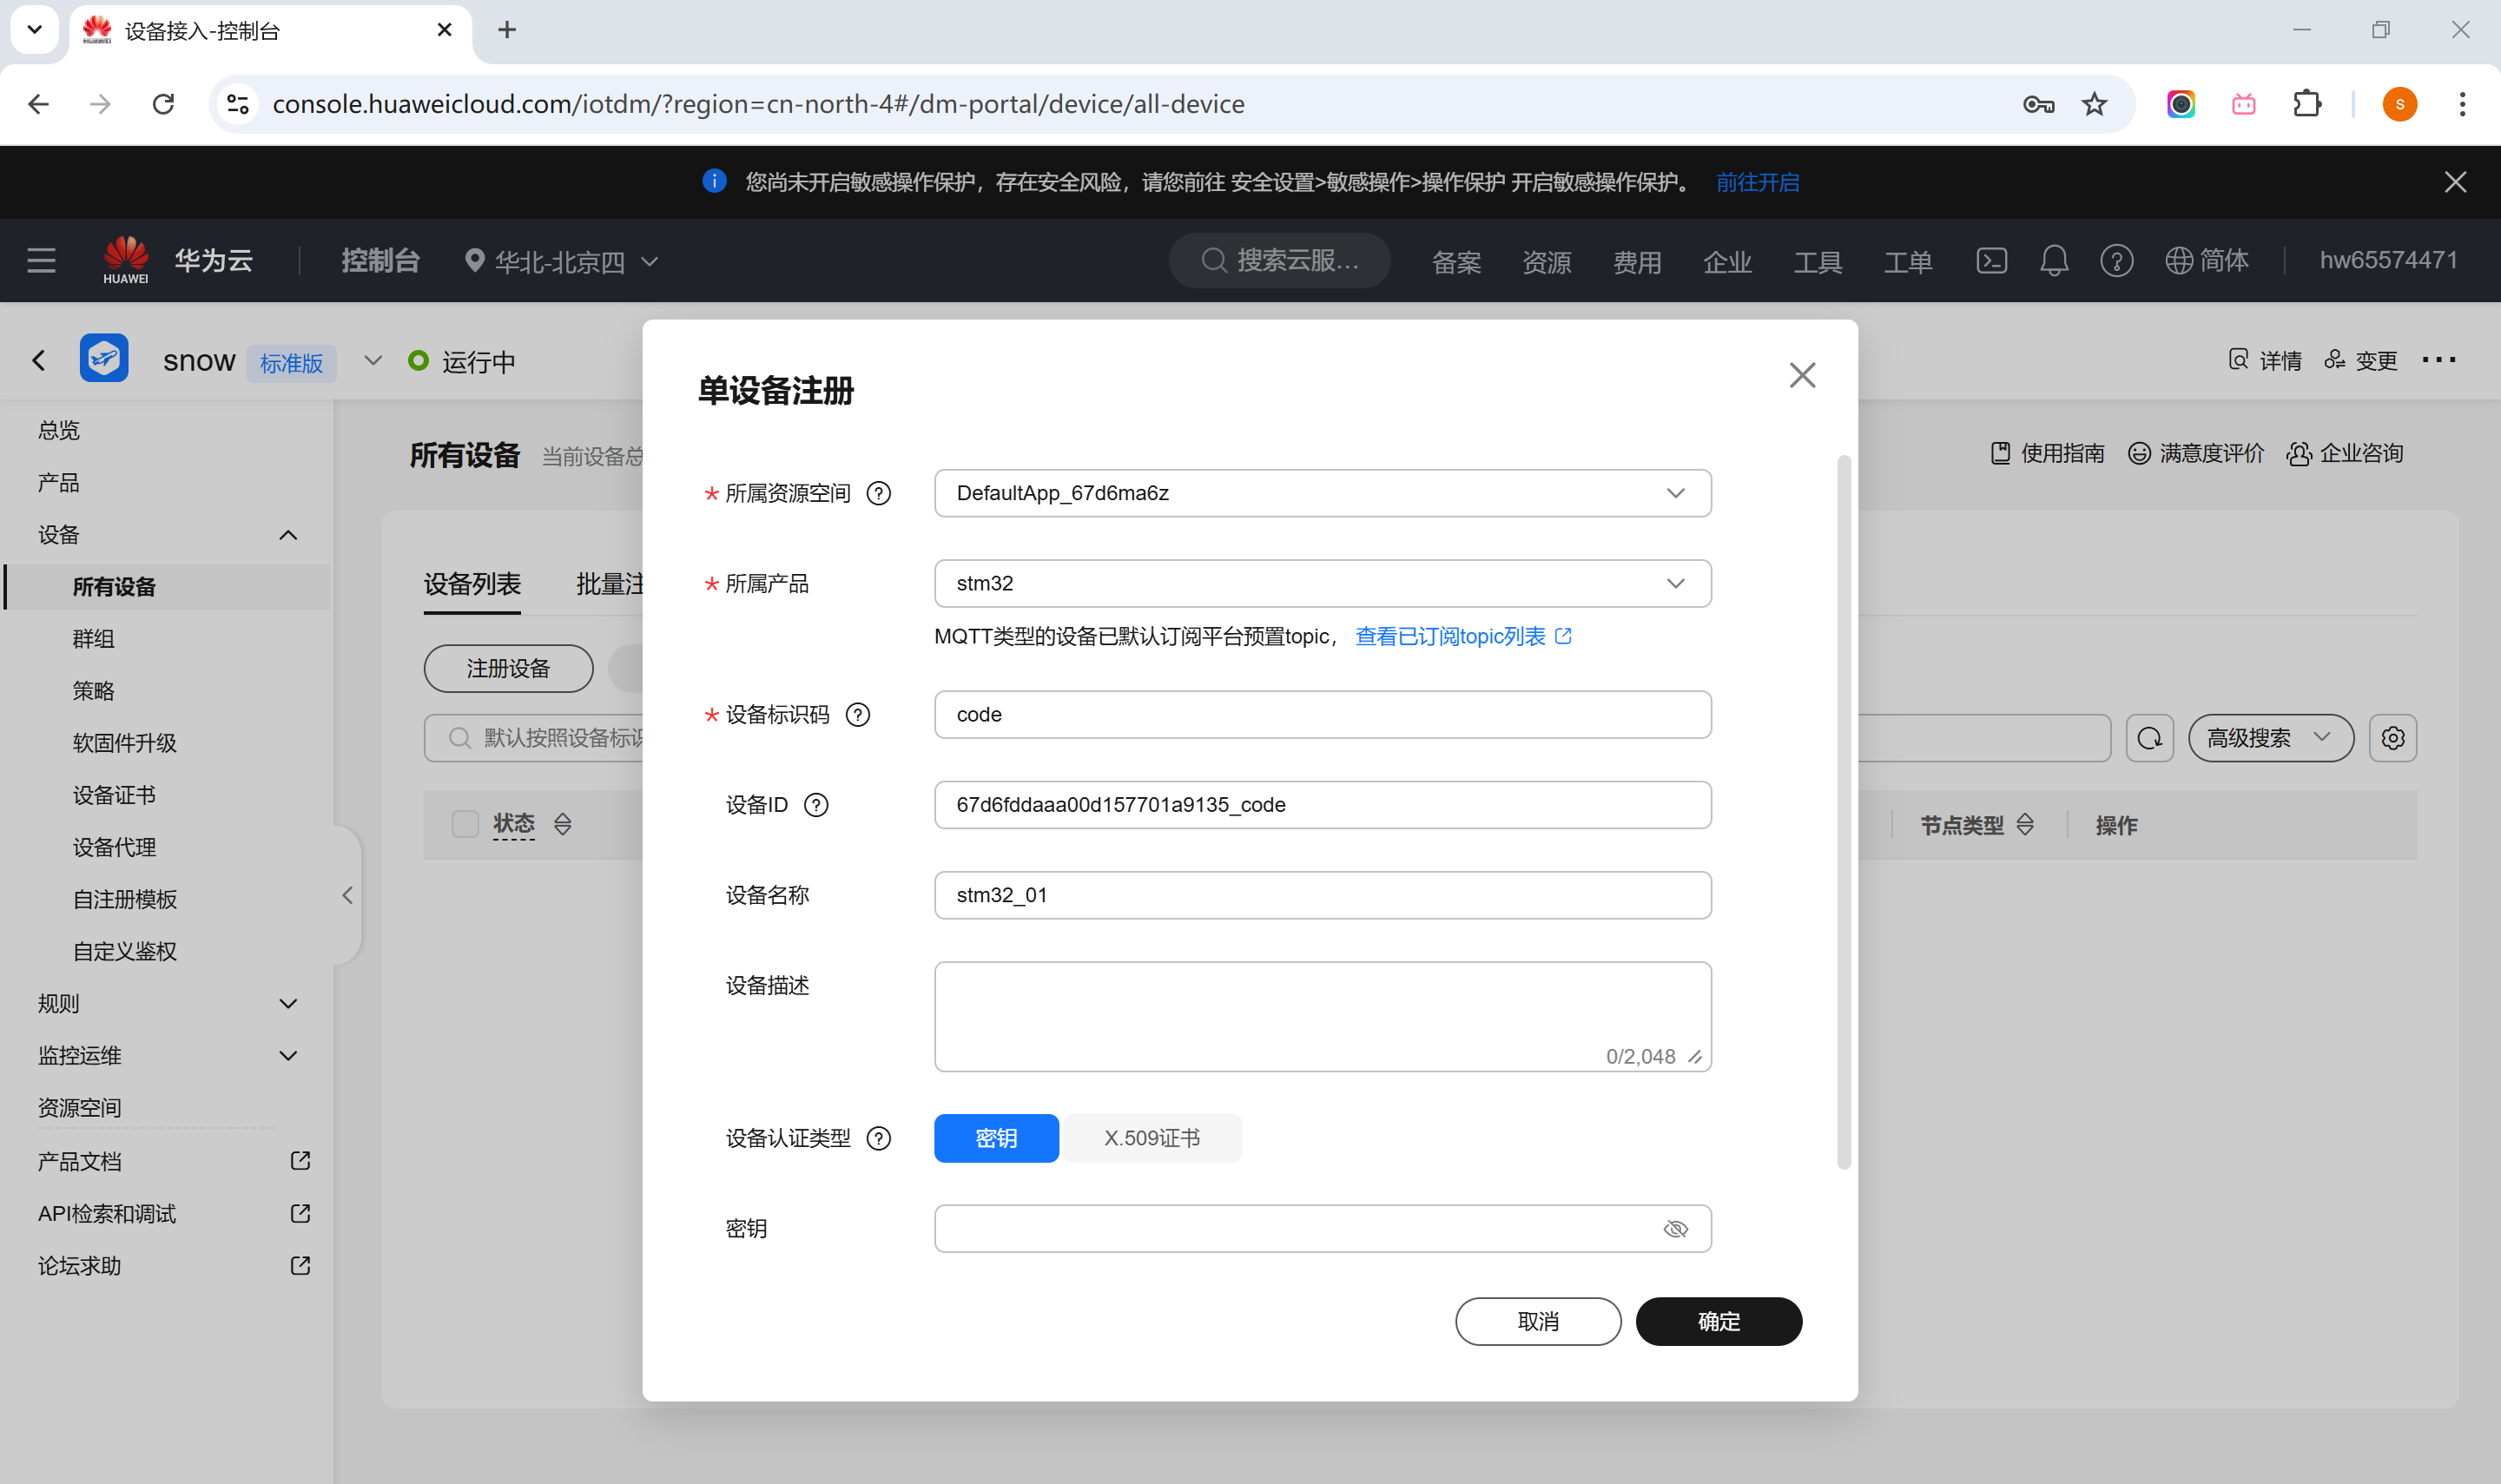 设备接入-控制台
console.huaweicloud.com/iotdm/?region=cn-north-4#/dm-portal/device/all-device
S
您尚未开启敏感操作保护，存在安全风险，请您前往 安全设置>敏感操作>操作保护 开启敏感操作保护。 前往开启
HUAWEI 华为云 控制台 华北-北京四 搜索云服... 备案 资源 费用 企业 工具 工单 简体 hw65574471
snow 标准版 运行中 详情 变更
总览
产品
设备
所有设备
群组
策略
软固件升级
设备证书
设备代理
自注册模板
自定义鉴权
规则
监控运维
资源空间
产品文档
API检索和调试
论坛求助
所有设备 当前设备总
使用指南 满意度评价 企业咨询
设备列表 批量注
注册设备
默认按照设备标识
高级搜索
状态
节点类型 操作
单设备注册
* 所属资源空间 DefaultApp_67d6ma6z
* 所属产品 stm32
MQTT类型的设备已默认订阅平台预置topic， 查看已订阅topic列表
* 设备标识码 code
设备ID 67d6fddaaa00d157701a9135_code
设备名称 stm32_01
设备描述
0/2,048
设备认证类型 密钥 X.509证书
密钥
取消 确定